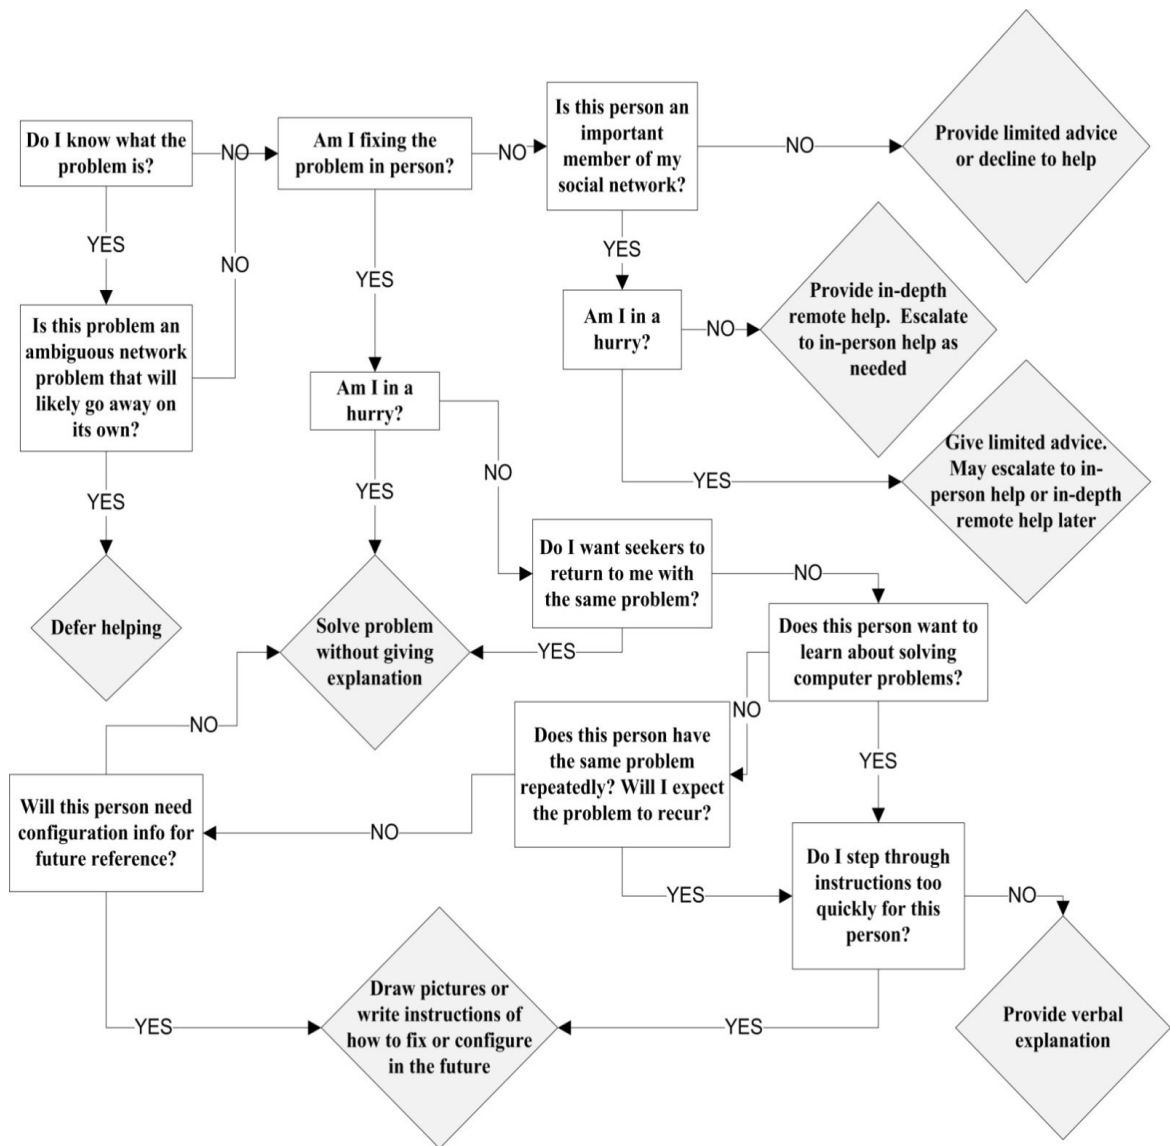 Do I know what the
problem is?
NO
Am I fixing the
problem in person?
NO
Is this person an
important
member of my
social network?
NO
Provide limited advice
or decline to help
YES
NO
YES
YES
Is this problem an
ambiguous network
problem that will
likely go away on
its own?
Am I in a
hurry?
NO
Provide in-depth
remote help. Escalate
to in-person help as
needed
Am I in a
hurry?
YES
Give limited advice.
May escalate to in-
person help or in-depth
remote help later
YES
YES
NO
Defer helping
Solve problem
without giving
explanation
YES
Do I want seekers to
return to me with
the same problem?
NO
Does this person want to
learn about solving
computer problems?
NO
NO
YES
Does this person have
the same problem
repeatedly? Will I expect
the problem to recur?
Will this person need
configuration info for
future reference?
NO
YES
Do I step through
instructions too
quickly for this
person?
NO
YES
Draw pictures or
write instructions of
how to fix or configure
in the future
YES
Provide verbal
explanation